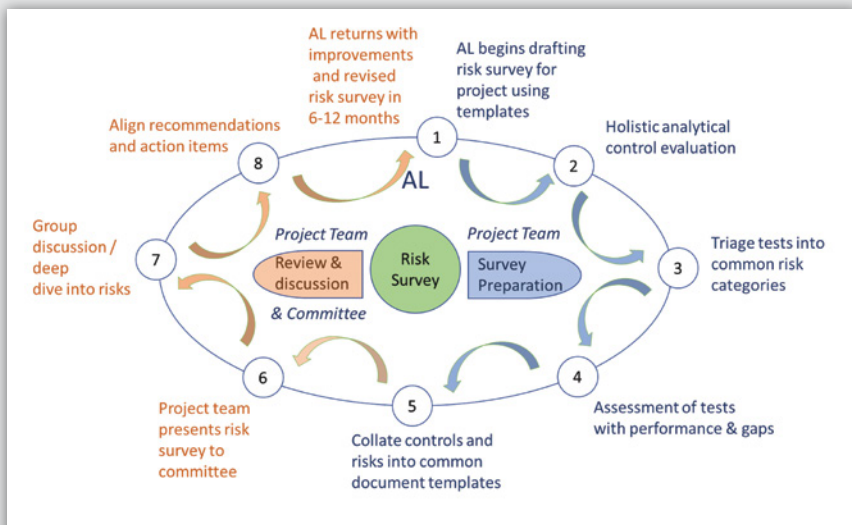 AL returns with
improvements
and revised
risk survey in
6-12 months
1
AL begins drafting
risk survey for
project using
templates
2
Holistic analytical
control evaluation
3
Triage tests into
common risk
categories
4
Assessment of tests
with performance & gaps
5
Collate controls and
risks into common
document templates
6
Project team
presents risk
survey to
committee
7
Group
discussion /
deep
dive into risks
8
Align recommendations
and action items
AL
Project Team
Review &
discussion
& Committee
Risk
Survey
Project Team
Survey
Preparation